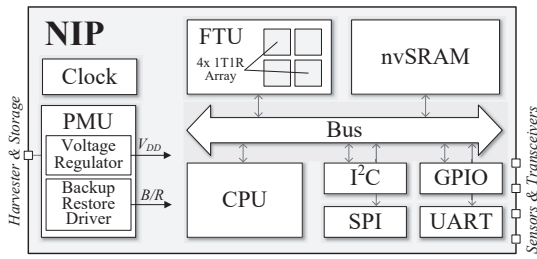 NIP
Clock
FTU
4x 1T1R
Array
nvSRAM
Harvester & Storage
PMU
Voltage
Regulator
V_DD
Backup
Restore
Driver
B/R
Bus
CPU
I²C
GPIO
SPI
UART
Sensors & Transceivers